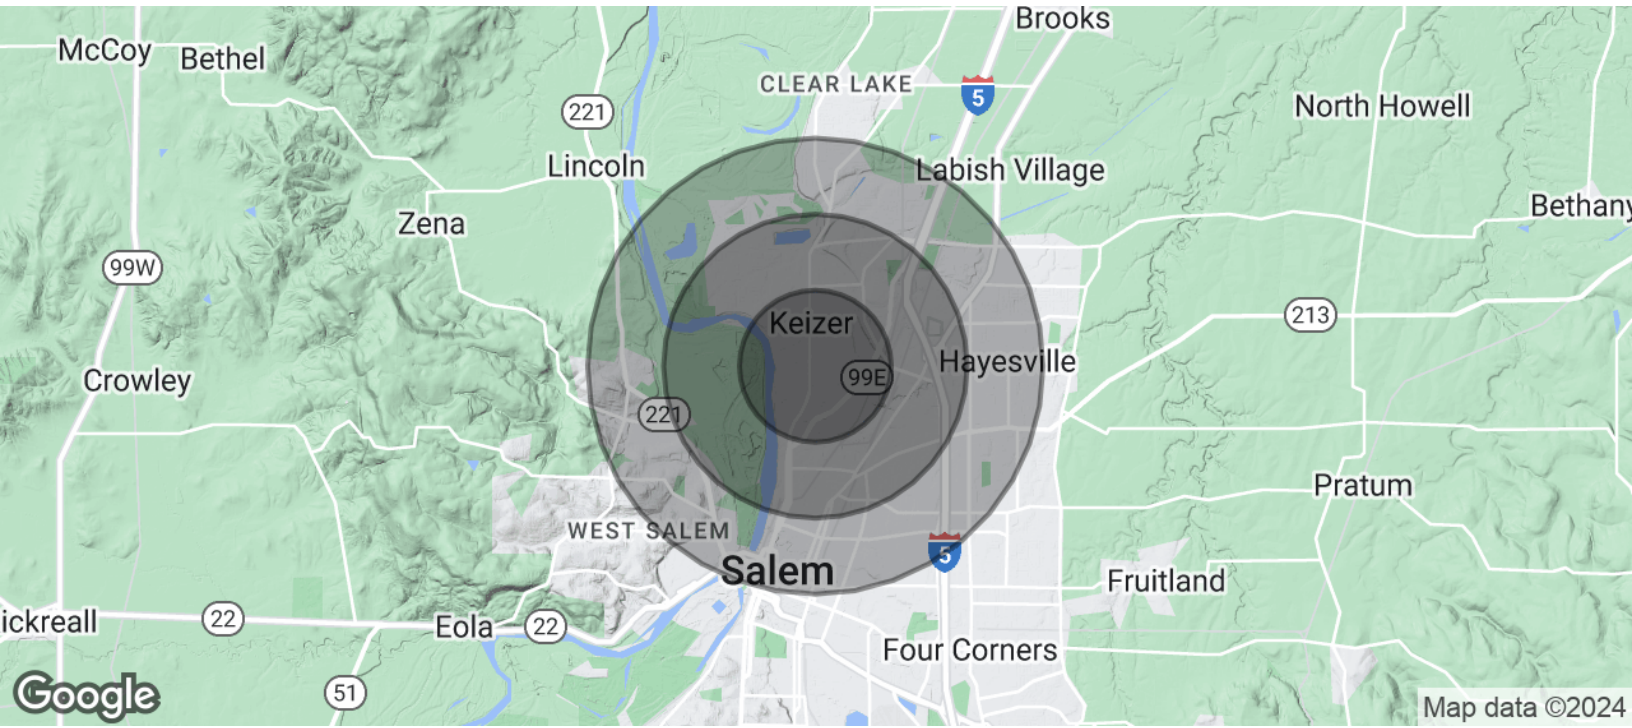 Brooks
McCoy
Bethel
CLEAR LAKE
5
221
North Howell
Lincoln
Labish Village
Zena
Bethany
99W
213
Keizer
Hayesville
99E
Crowley
221
Pratum
WEST SALEM
5
Salem
Fruitland
ickreall
22
Eola
22
Four Corners
51
Google
Map data ©2024